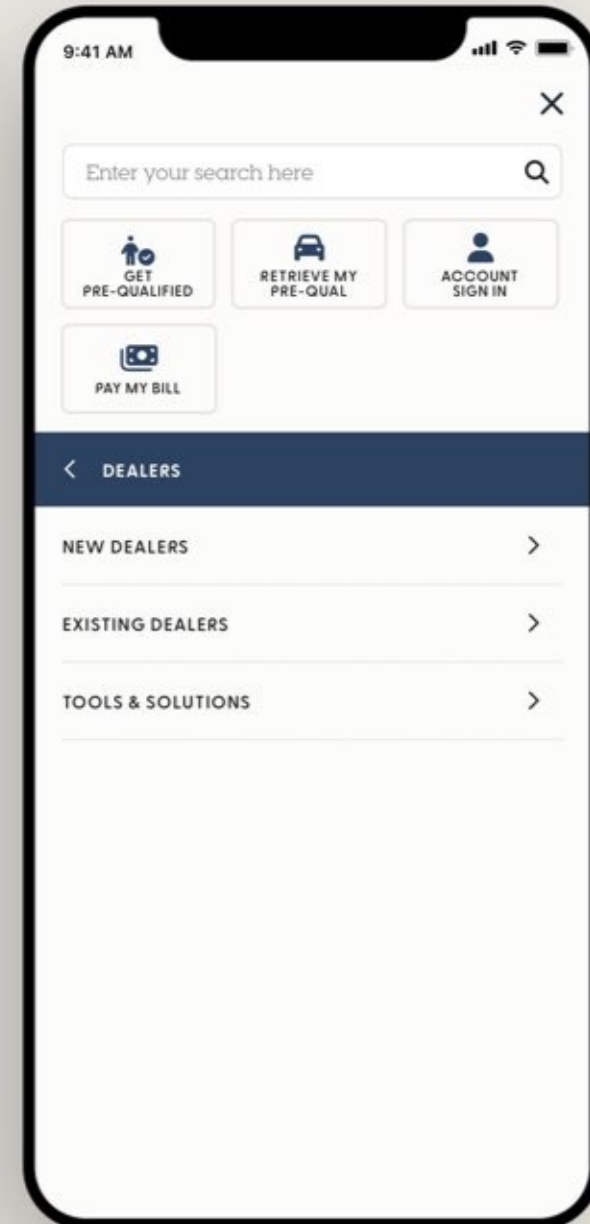 9:41 AM
Enter your search here
GET
PRE-QUALIFIED
RETRIEVE MY
PRE-QUAL
ACCOUNT
SIGN IN
PAY MY BILL
DEALERS
NEW DEALERS
EXISTING DEALERS
TOOLS & SOLUTIONS